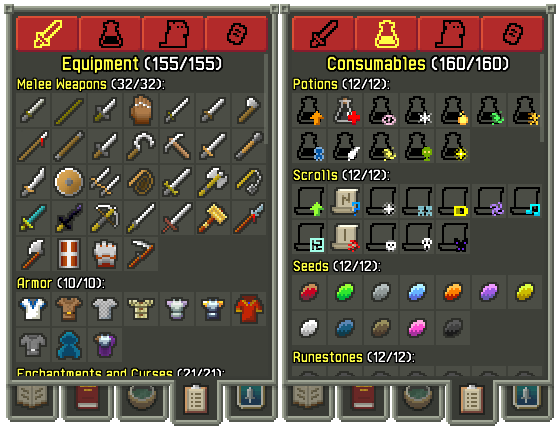 Equipment (155/155)
Melee Weapons (32/32):
Armor (10/10):
Enchantments and Curses (21/21):
Consumables (160/160)
Potions (12/12):
Scrolls (12/12):
Seeds (12/12):
Runestones (12/12):